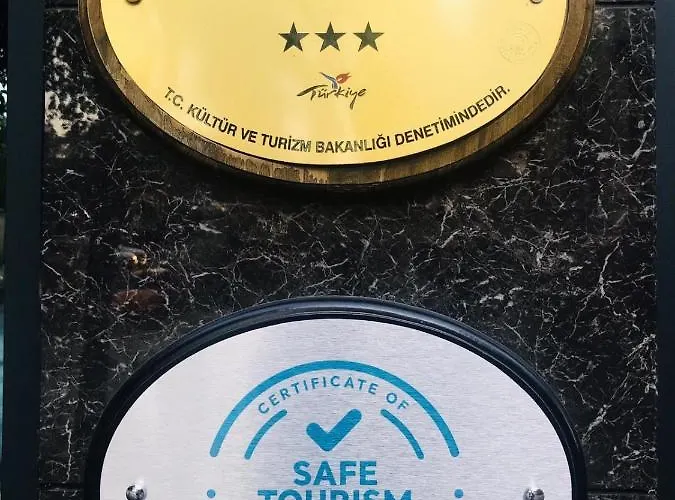 Türkiye
T.C. KÜLTÜR VE TURİZM BAKANLIĞI DENETİMİNDEDİR.
CERTIFICATE OF
SAFE
TOURISM